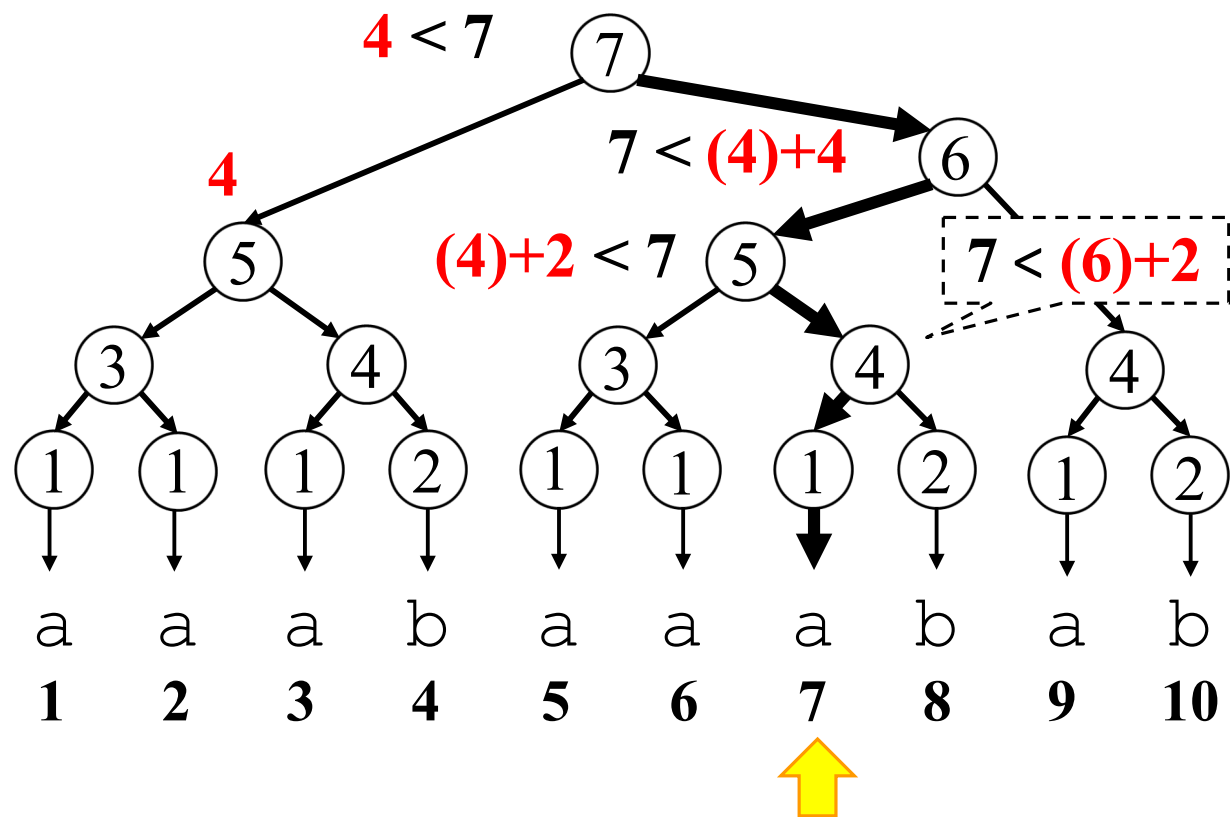 4 < 7
7
7 < (4)+4
6
4
5
(4)+2 < 7
5
7 < (6)+2
3 4 3 4 4
1 1 1 2 1 1 1 2 1 2
a a a b a a a b a b
1 2 3 4 5 6 7 8 9 10